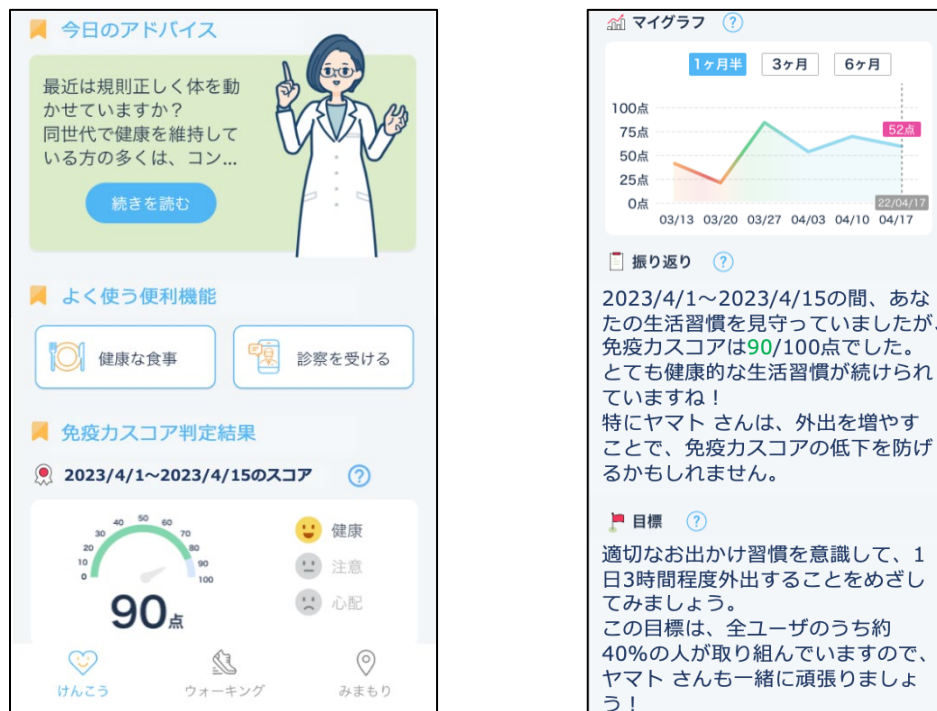 今日のアドバイス
最近は規則正しく体を動
かせていますか？
同世代で健康を維持して
いる方の多くは、コン...
続きを読む
よく使う便利機能
健康な食事
診察を受ける
免疫力スコア判定結果
2023/4/1～2023/4/15のスコア
0
10
20
30
40
50
60
70
80
90
100
90点
健康
注意
心配
けんこう
ウォーキング
みまもり
マイグラフ
1ヶ月半
3ヶ月
6ヶ月
100点
75点
50点
25点
0点
52点
22/04/17
03/13 03/20 03/27 04/03 04/10 04/17
振り返り
2023/4/1～2023/4/15の間、あな
たの生活習慣を見守っていましたが、
免疫力スコアは90/100点でした。
とても健康的な生活習慣が続けられ
ていますね！
特にヤマト さんは、外出を増やす
ことで、免疫力スコアの低下を防げ
るかもしれません。
目標
適切なお出かけ習慣を意識して、1
日3時間程度外出することをめざし
てみましょう。
この目標は、全ユーザのうち約
40%の人が取り組んでいますので、
ヤマト さんも一緒に頑張りましょ
う！